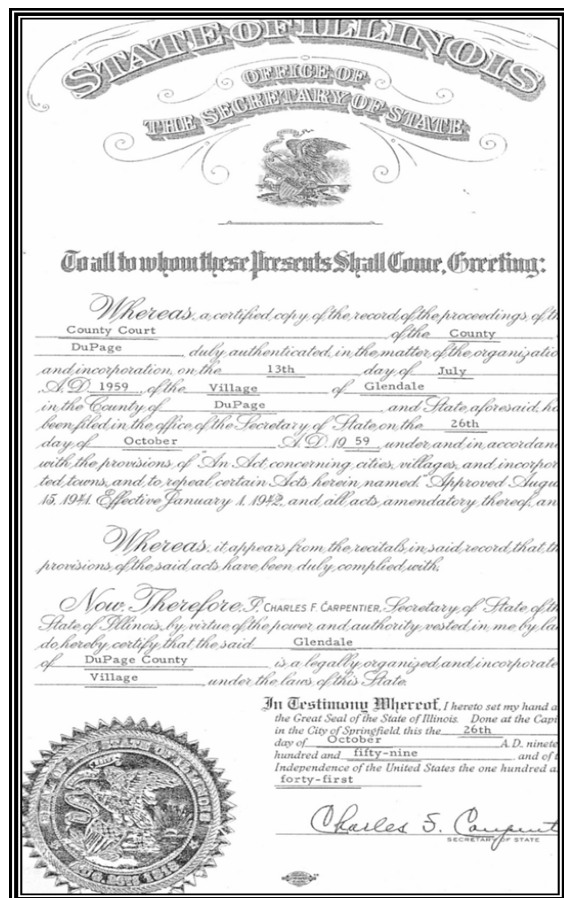 STATE OF ILLINOIS
OFFICE OF
THE SECRETARY OF STATE
To all to whom these Presents Shall Come, Greeting:
Whereas, a certified copy of the record of the proceedings of th
County Court of the County
DuPage duly authenticated, in the matter of the organizatio
and incorporation, on the 13th day of July
A.D. 1959, of the Village of Glendale
in the County of DuPage and State aforesaid, ha
been filed in the office of the Secretary of State, on the 26th
day of October A.D. 19 59 under and in accordanc
with the provisions of "An Act concerning cities, villages, and incorpor
ted towns, and to repeal certain Acts herein named." Approved Augu
15, 1941. Effective January 1, 1942, and all acts amendatory thereof, an
Whereas, it appears from the recitals in said record that th
provisions of the said acts have been duly complied with,
Now Therefore, I, CHARLES F. CARPENTIER, Secretary of State of th
State of Illinois, by virtue of the power and authority vested in me by law
do hereby certify that the said Glendale
of DuPage County is a legally organized and incorporate
Village under the laws of this State.
In Testimony Whereof, I hereto set my hand a
the Great Seal of the State of Illinois. Done at the Capi
in the City of Springfield, this the 26th
day of October A.D. ninete
hundred and fifty-nine and of t
Independence of the United States the one hundred a
forty-first
Charles F. Carpent
SECRETARY OF STATE